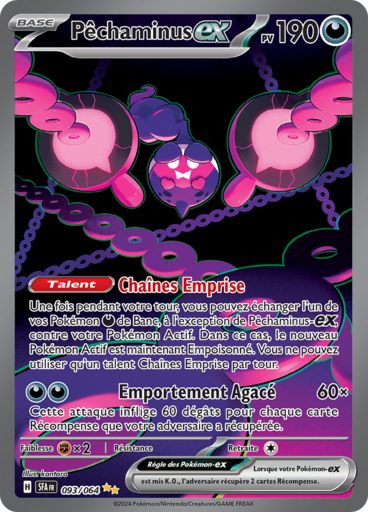 BASE Pêchaminus ex PV 190
Talent Chaînes Emprise
Une fois pendant votre tour, vous pouvez échanger l'un de
vos Pokémon de Banc, à l'exception de Pêchaminus-ex
contre votre Pokémon Actif. Dans ce cas, le nouveau
Pokémon Actif est maintenant Empoisonné. Vous ne pouvez
utiliser qu'un talent Chaînes Emprise par tour.
Emportement Agacé 60×
Cette attaque inflige 60 dégâts pour chaque carte
Récompense que votre adversaire a récupérée.
Faiblesse ×2 Résistance Retraite
Illus. kantaro
Règle des Pokémon-ex Lorsque votre Pokémon-ex
est mis K.O., l'adversaire récupère 2 cartes Récompense.
H SFA FR 093/064
©2024 Pokémon/Nintendo/Creatures/GAME FREAK